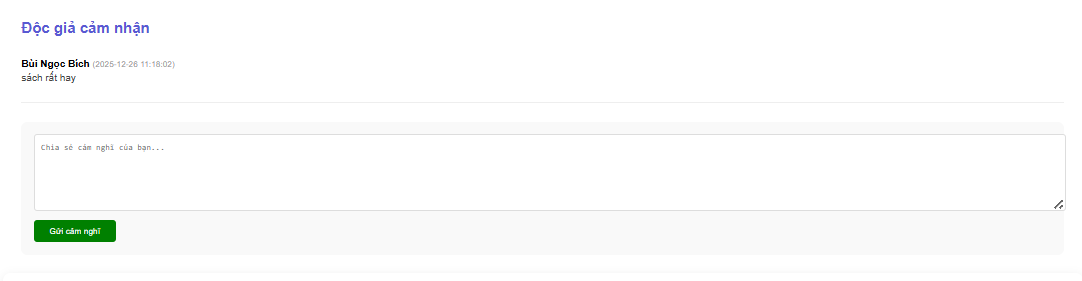 Độc giả cảm nhận
Bùi Ngọc Bích (2025-12-26 11:18:02)
sách rất hay
Chia sẻ cảm nghĩ của bạn...
Gửi cảm nghĩ